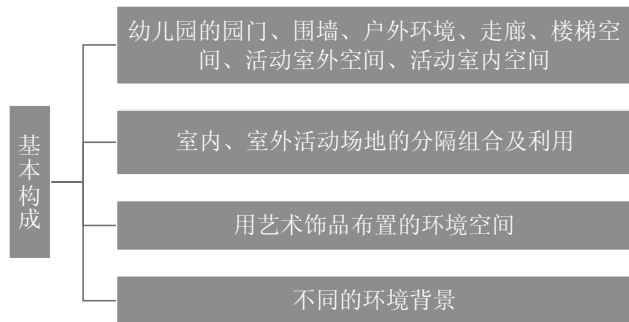 基本构成
幼儿园的园门、围墙、户外环境、走廊、楼梯空
间、活动室外空间、活动室内空间
室内、室外活动场地的分隔组合及利用
用艺术饰品布置的环境空间
不同的环境背景